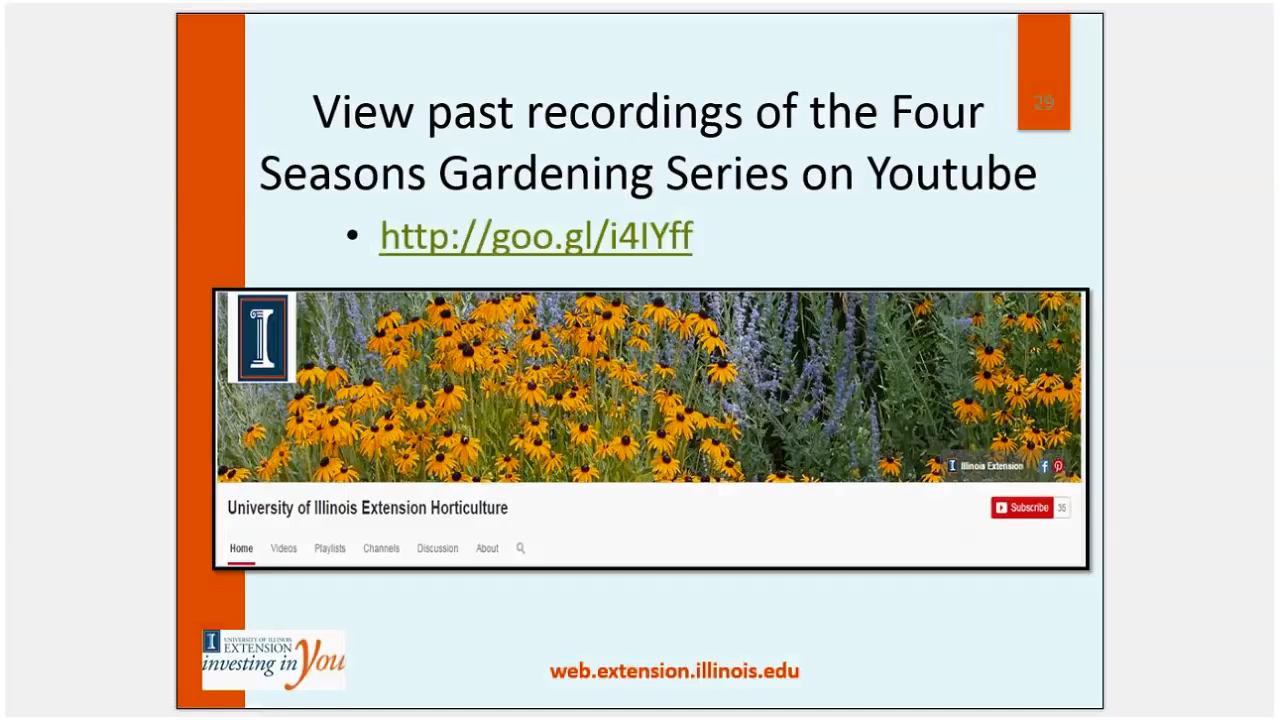 29
View past recordings of the Four
Seasons Gardening Series on Youtube
• http://goo.gl/i4IYff
I
I Illinois Extension f
University of Illinois Extension Horticulture
Subscribe 35
Home Videos Playlists Channels Discussion About
I UNIVERSITY OF ILLINOIS
EXTENSION
investing in you
web.extension.illinois.edu